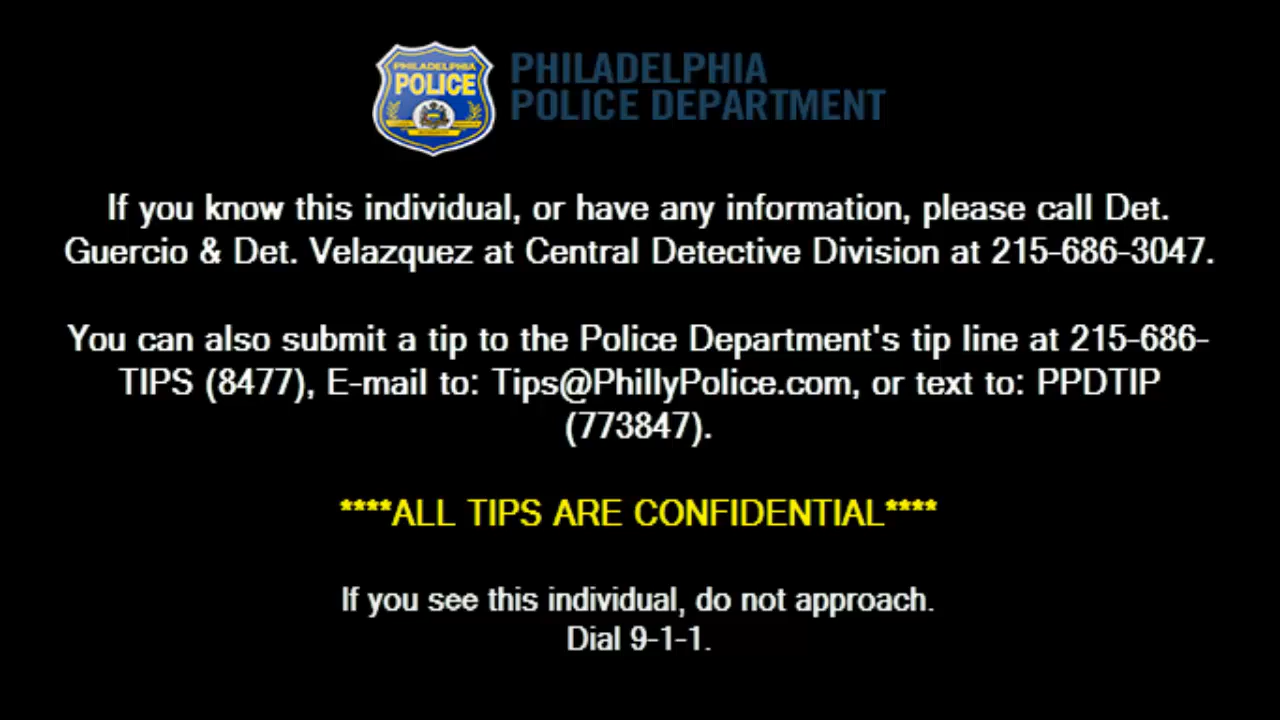 PHILADELPHIA
POLICE
PHILADELPHIA
POLICE DEPARTMENT
If you know this individual, or have any information, please call Det.
Guercio & Det. Velazquez at Central Detective Division at 215-686-3047.
You can also submit a tip to the Police Department's tip line at 215-686-
TIPS (8477), E-mail to: Tips@PhillyPolice.com, or text to: PPDTIP
(773847).
****ALL TIPS ARE CONFIDENTIAL****
If you see this individual, do not approach.
Dial 9-1-1.